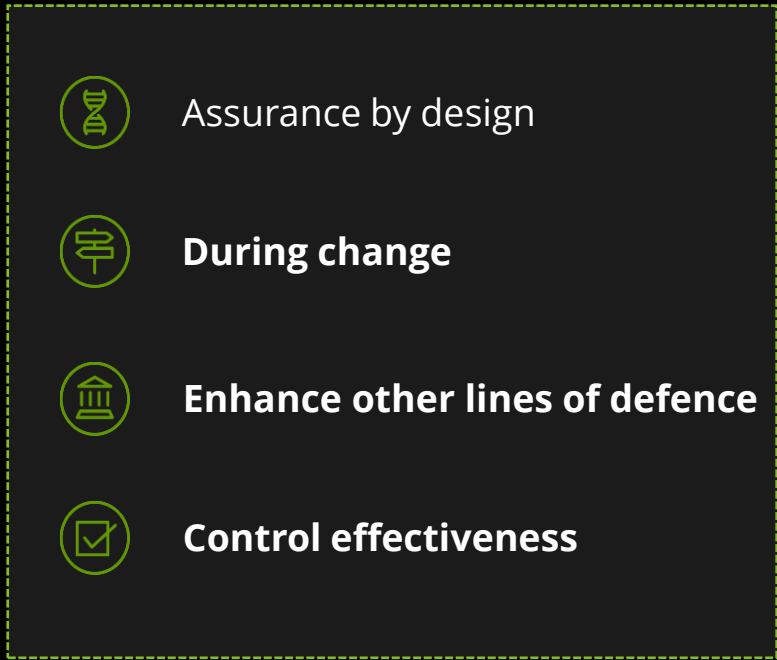 Assurance by design
During change
Enhance other lines of defence
Control effectiveness